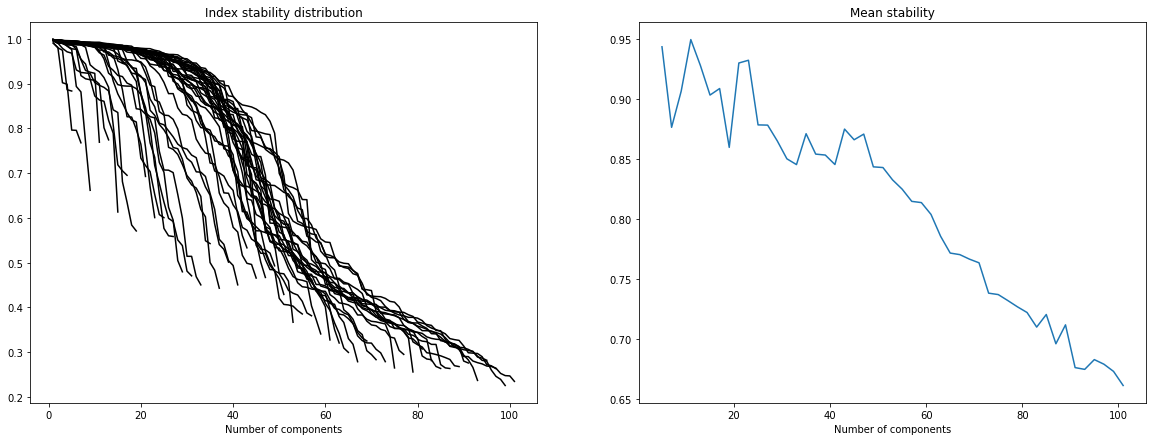 Index stability distribution
1.0
0.9
0.8
0.7
0.6
0.5
0.4
0.3
0.2
0 20 40 60 80 100
Number of components
Mean stability
0.95
0.90
0.85
0.80
0.75
0.70
0.65
20 40 60 80 100
Number of components